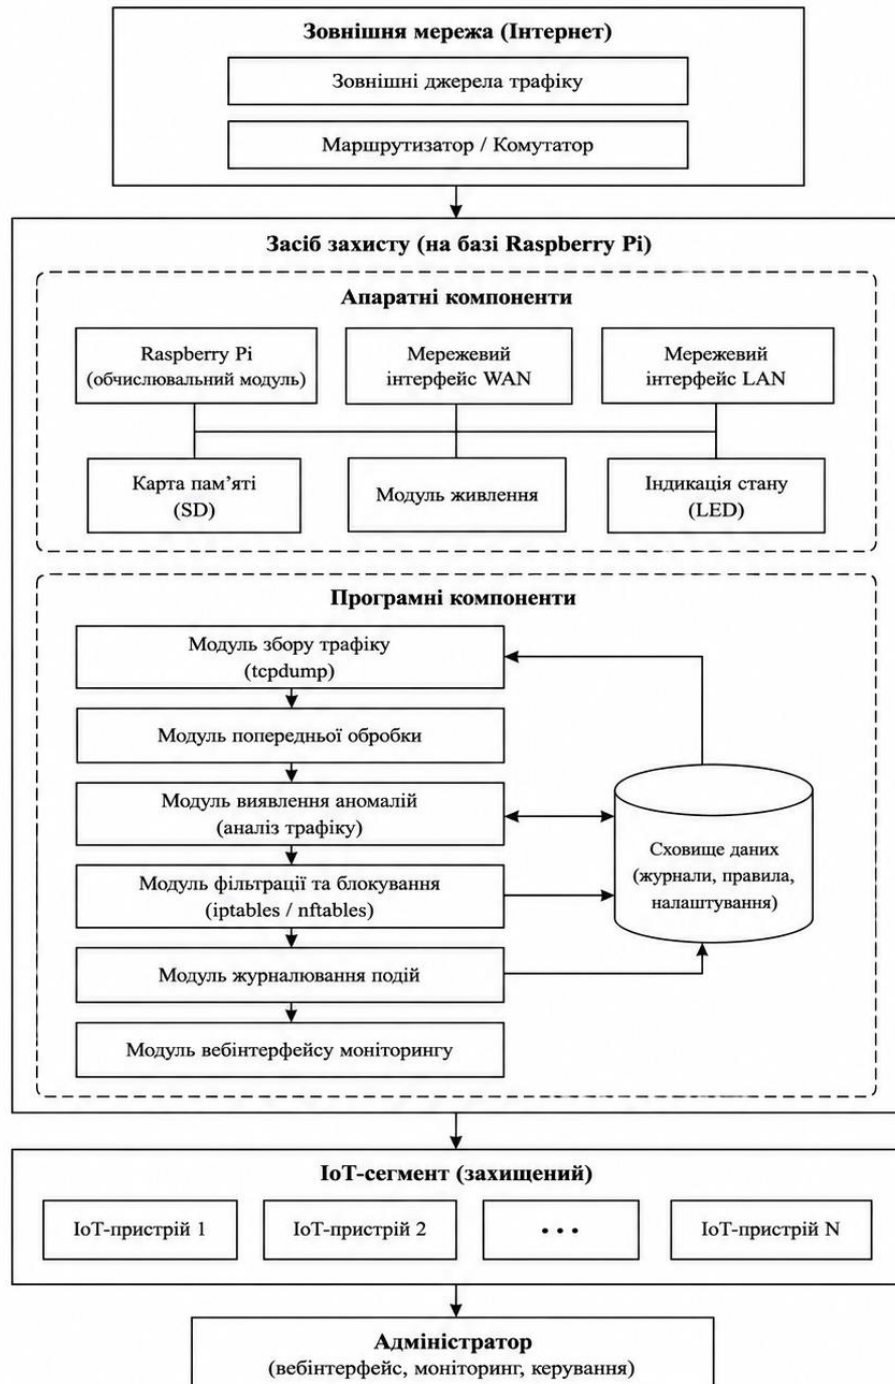 Зовнішня мережа (Інтернет)
Зовнішні джерела трафіку
Маршрутизатор / Комутатор
Засіб захисту (на базі Raspberry Pi)
Апаратні компоненти
Raspberry Pi
(обчислювальний модуль)
Мережевий
інтерфейс WAN
Мережевий
інтерфейс LAN
Карта пам’яті
(SD)
Модуль живлення
Індикація стану
(LED)
Програмні компоненти
Модуль збору трафіку
(tcpdump)
Модуль попередньої обробки
Модуль виявлення аномалій
(аналіз трафіку)
Модуль фільтрації та блокування
(iptables / nftables)
Модуль журналювання подій
Модуль вебінтерфейсу моніторингу
Сховище даних
(журнали, правила,
налаштування)
IoT-сегмент (захищений)
IoT-пристрій 1
IoT-пристрій 2
• • •
IoT-пристрій N
Адміністратор
(вебінтерфейс, моніторинг, керування)